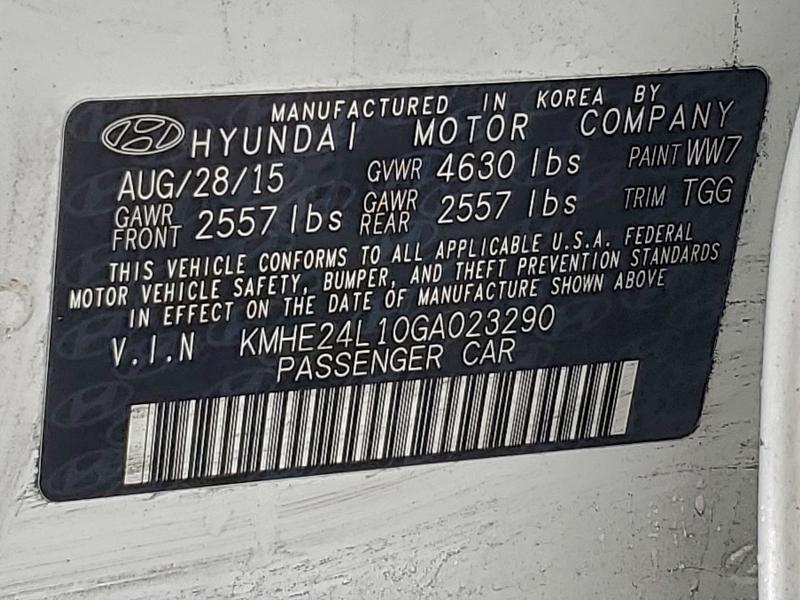 MANUFACTURED IN KOREA BY
HYUNDAI MOTOR COMPANY
AUG/28/15 GVWR 4630 lbs PAINT WW7
GAWR FRONT 2557 lbs GAWR REAR 2557 lbs TRIM TGG
THIS VEHICLE CONFORMS TO ALL APPLICABLE U.S.A. FEDERAL
MOTOR VEHICLE SAFETY, BUMPER, AND THEFT PREVENTION STANDARDS
IN EFFECT ON THE DATE OF MANUFACTURE SHOWN ABOVE
V.I.N KMHE24L10GA023290
PASSENGER CAR